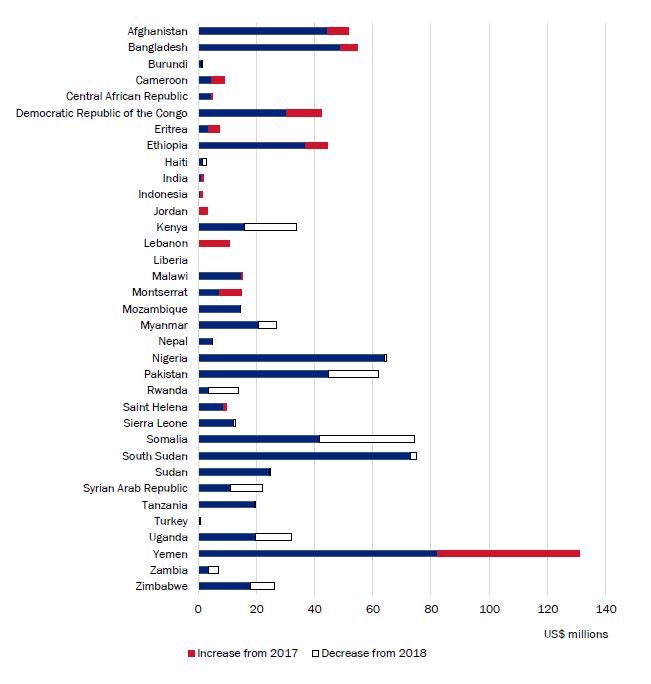 Afghanistan
Bangladesh
Burundi
Cameroon
Central African Republic
Democratic Republic of the Congo
Eritrea
Ethiopia
Haiti
India
Indonesia
Jordan
Kenya
Lebanon
Liberia
Malawi
Montserrat
Mozambique
Myanmar
Nepal
Nigeria
Pakistan
Rwanda
Saint Helena
Sierra Leone
Somalia
South Sudan
Sudan
Syrian Arab Republic
Tanzania
Turkey
Uganda
Yemen
Zambia
Zimbabwe
0 20 40 60 80 100 120 140
US$ millions
Increase from 2017 Decrease from 2018